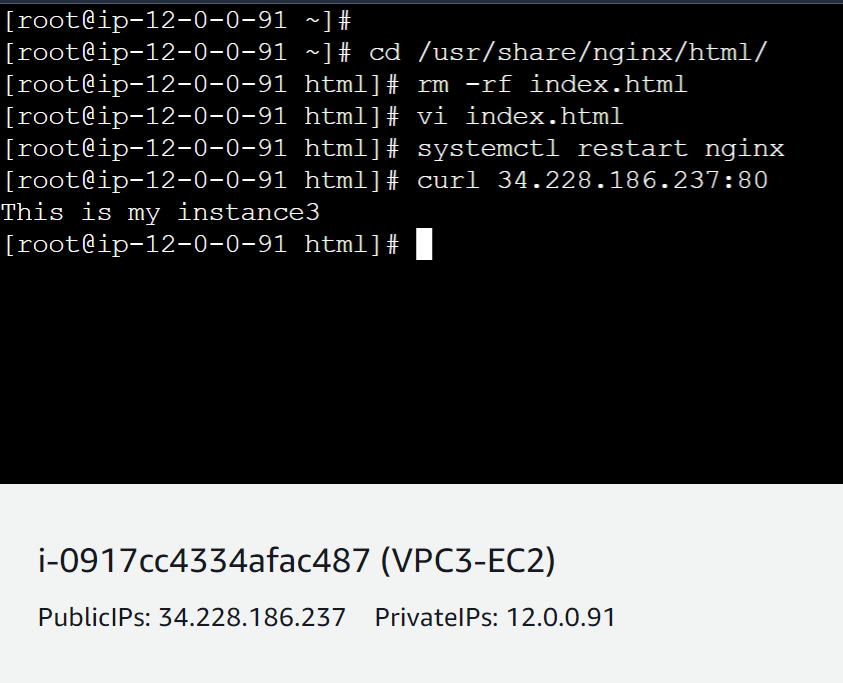 [root@ip-12-0-0-91 ~]#
[root@ip-12-0-0-91 ~]# cd /usr/share/nginx/html/
[root@ip-12-0-0-91 html]# rm -rf index.html
[root@ip-12-0-0-91 html]# vi index.html
[root@ip-12-0-0-91 html]# systemctl restart nginx
[root@ip-12-0-0-91 html]# curl 34.228.186.237:80
This is my instance3
[root@ip-12-0-0-91 html]#
i-0917cc4334afac487 (VPC3-EC2)
PublicIPs: 34.228.186.237 PrivateIPs: 12.0.0.91